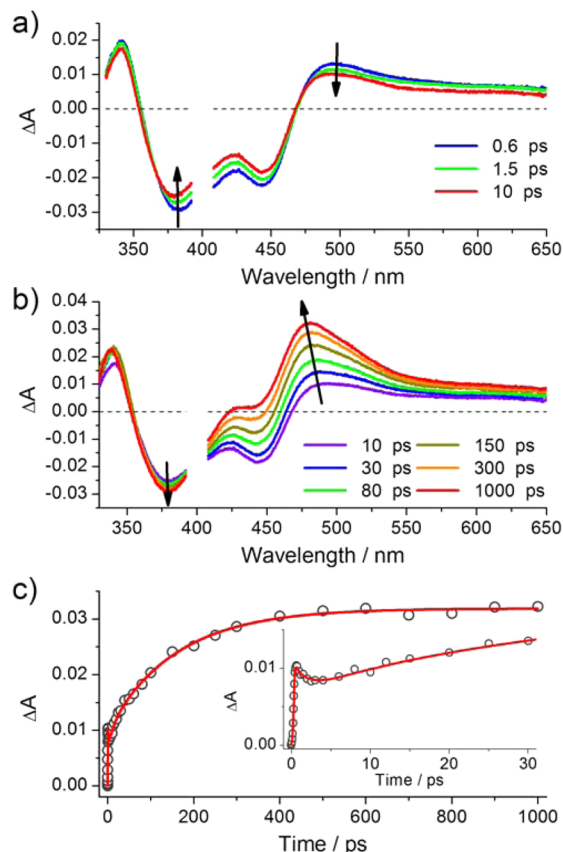 a)
0.02
0.01
0.00
-0.01
-0.02
-0.03
ΔA
0.6 ps
1.5 ps
10 ps
350 400 450 500 550 600 650
Wavelength / nm
b)
0.04
0.03
0.02
0.01
0.00
-0.01
-0.02
-0.03
ΔA
10 ps 150 ps
30 ps 300 ps
80 ps 1000 ps
350 400 450 500 550 600 650
Wavelength / nm
c)
0.03
0.02
0.01
0.00
ΔA
0.01
0.00
ΔA
0 10 20 30
Time / ps
0 200 400 600 800 1000
Time / ps